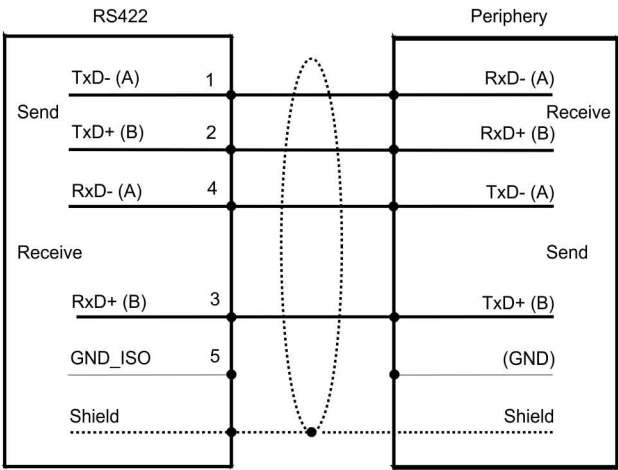 RS422 Periphery
TxD- (A) 1 RxD- (A)
Send Receive
TxD+ (B) 2 RxD+ (B)
RxD- (A) 4 TxD- (A)
Receive Send
RxD+ (B) 3 TxD+ (B)
GND_ISO 5 (GND)
Shield Shield